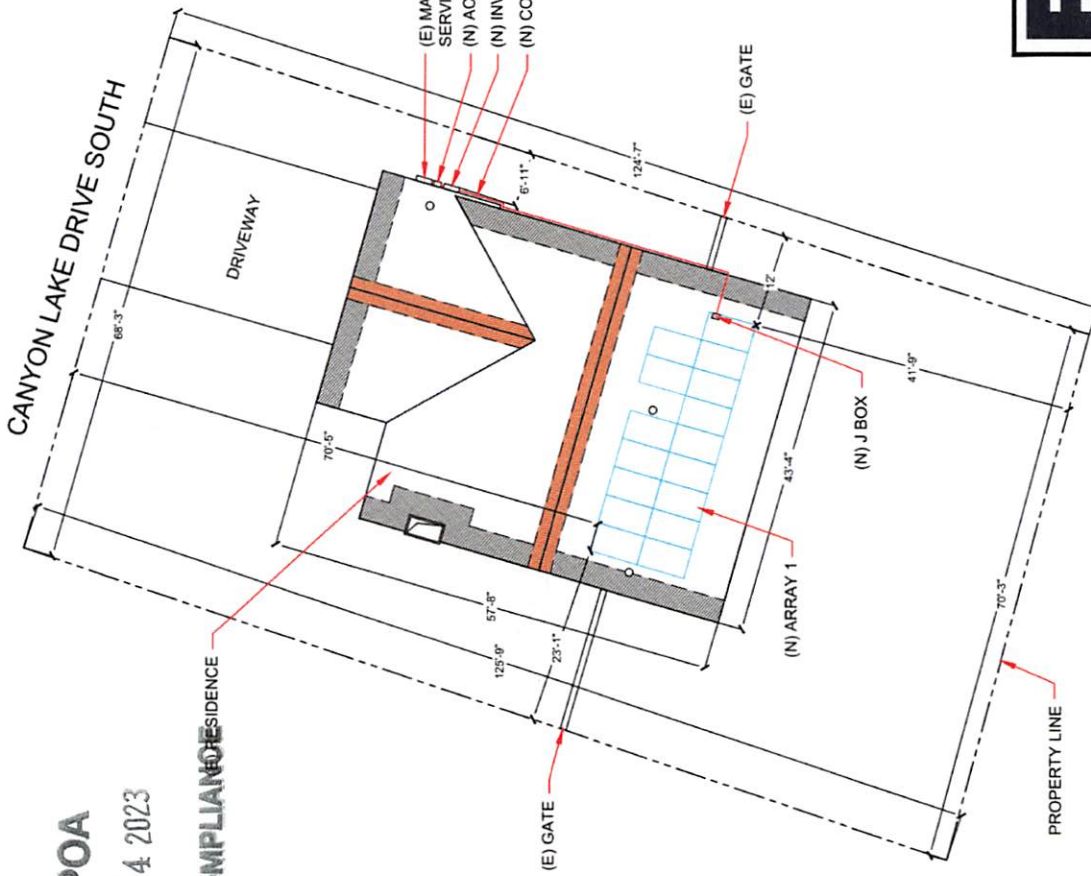 POA
4 2023
MPLIANCE
RESIDENCE
CANYON LAKE DRIVE SOUTH
68'-3"
DRIVEWAY
(E) MA
SERV
(N) AC
(N) INV
(N) CO
6'-11"
124'-7"
(E) GATE
12'
70'-5"
57'-8"
125'-9"
23'-1"
(E) GATE
(N) J BOX
41'-9"
43'-4"
(N) ARRAY 1
70'-3"
PROPERTY LINE